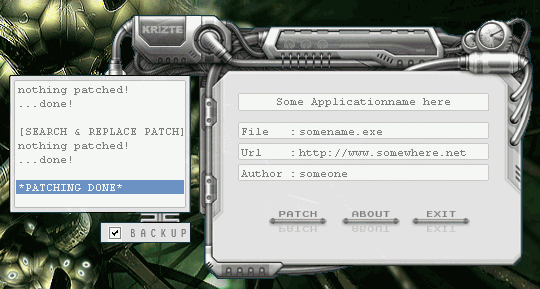 KRIZTE
nothing patched!
...done!
[SEARCH & REPLACE PATCH]
nothing patched!
...done!
*PATCHING DONE*
BACKUP
Some Applicationname here
File :somename.exe
Url :http://www.somewhere.net
Author :someone
PATCH ABOUT EXIT